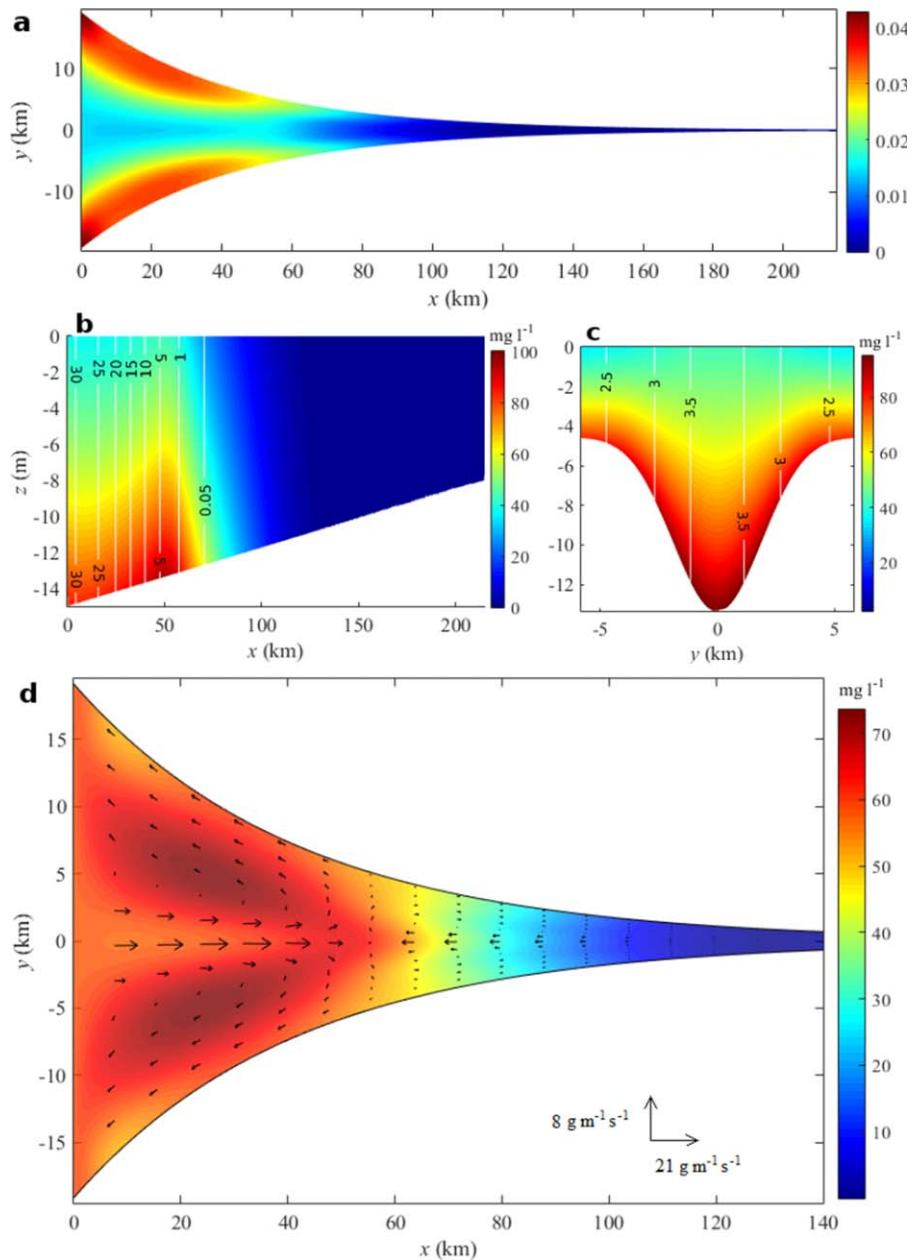 a
0.04
0.03
0.02
0.01
0
10
0
-10
y (km)
0 20 40 60 80 100 120 140 160 180 200
x (km)
b
mg l-1
0
-2
-4
-6
-8
-10
-12
-14
z (m)
30 25 20 15 10 5 1
0.05
30 25 5
0 50 100 150 200
x (km)
100
80
60
40
20
0
c
mg l-1
0
-2
-4
-6
-8
-10
-12
2.5 3 3.5 2.5
3 3.5
-5 0 5
y (km)
80
60
40
20
d
mg l-1
15
10
5
0
-5
-10
-15
y (km)
70
60
50
40
30
20
10
8 g m-1 s-1
21 g m-1 s-1
0 20 40 60 80 100 120 140
x (km)